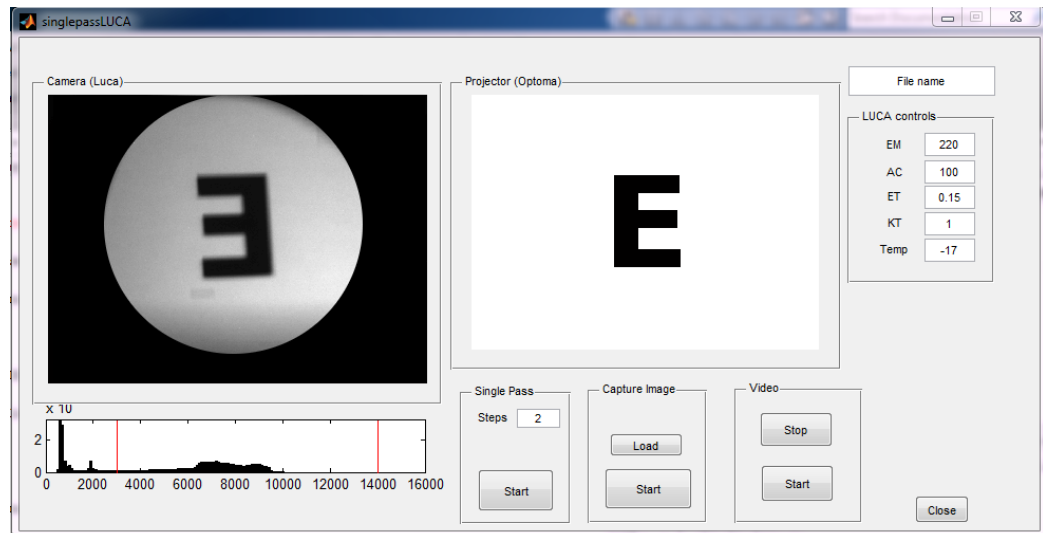 singlepassLUCA
Camera (Luca)
Projector (Optoma)
File name
LUCA controls
EM 220
AC 100
ET 0.15
KT 1
Temp -17
E
E
x 10
2
0
0 2000 4000 6000 8000 10000 12000 14000 16000
Single Pass
Steps 2
Start
Capture Image
Load
Start
Video
Stop
Start
Close